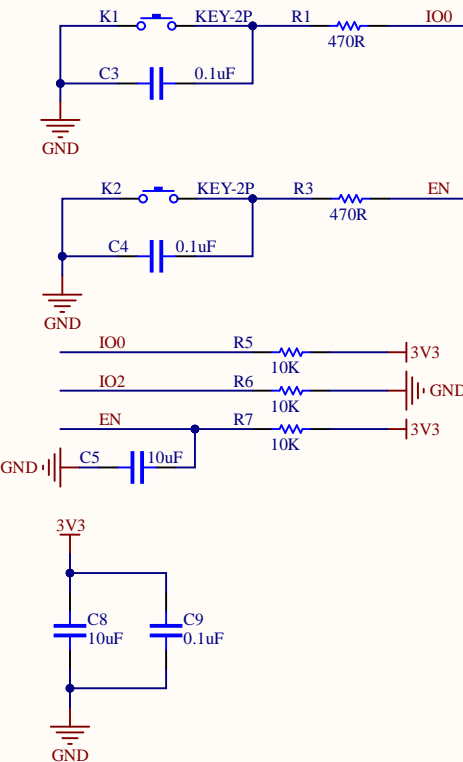 K1 KEY-2P R1 IO0
470R
C3 0.1uF
GND
K2 KEY-2P R3 EN
470R
C4 0.1uF
GND
IO0 R5 3V3
10K
IO2 R6 GND
10K
EN R7 3V3
10K
GND C5 10uF
3V3
C8 C9
10uF 0.1uF
GND